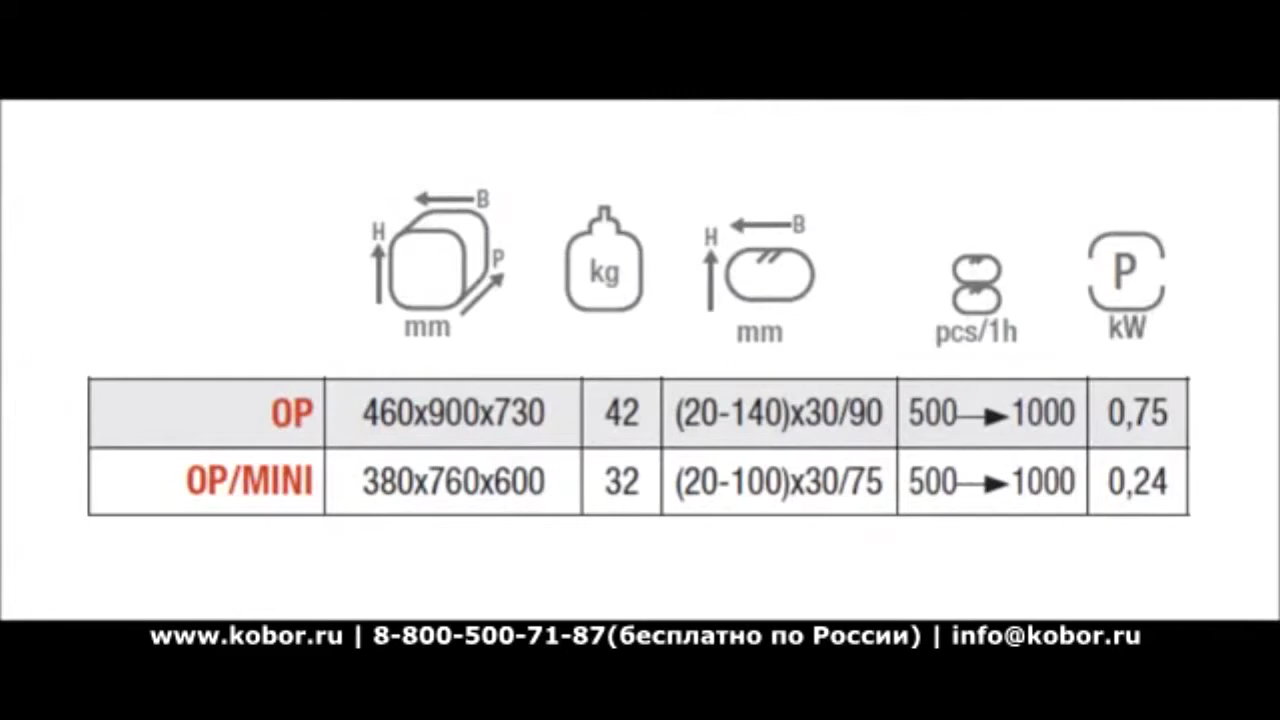 B
H
P
mm
kg
B
H
mm
pcs/1h
P
kW
OP 460x900x730 42 (20-140)x30/90 500→1000 0,75
OP/MINI 380x760x600 32 (20-100)x30/75 500→1000 0,24
www.kobor.ru | 8-800-500-71-87(бесплатно по России) | info@kobor.ru